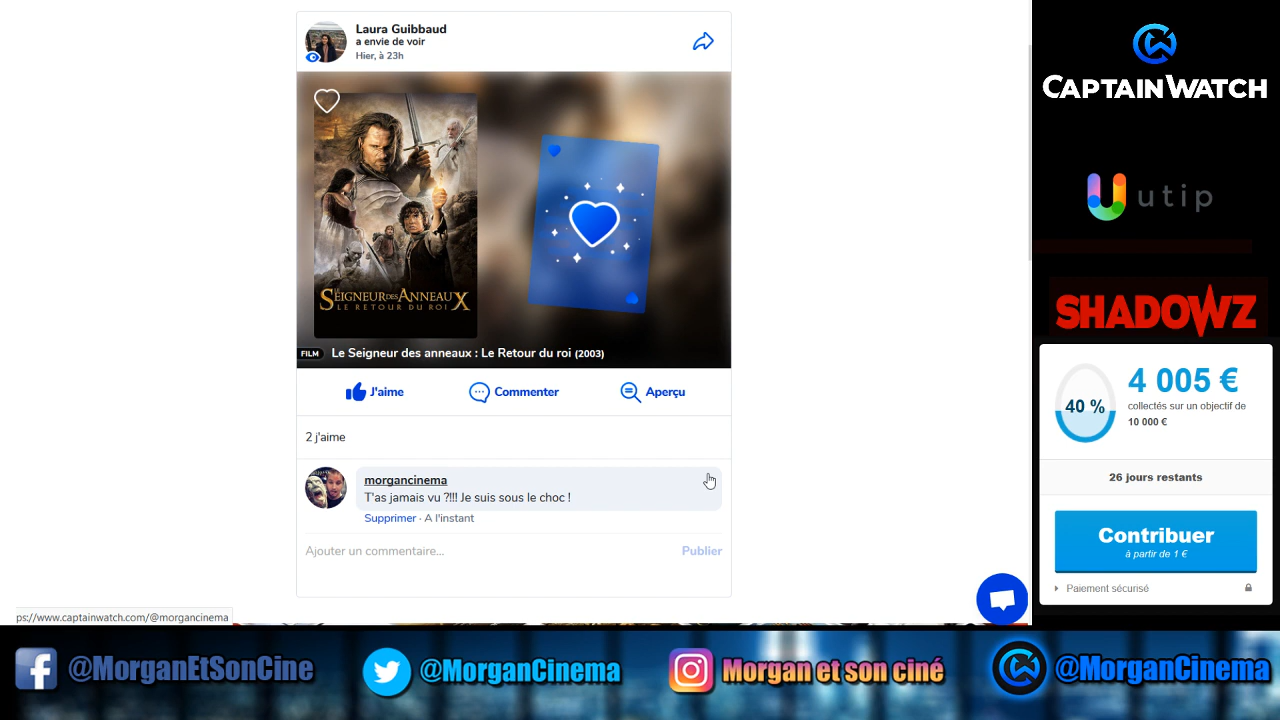 Laura Guibbaud
a envie de voir
Hier, à 23h
LE SEIGNEUR DES ANNEAUX
LE RETOUR DU ROI
FILM
Le Seigneur des anneaux : Le Retour du roi (2003)
J'aime
Commenter
Aperçu
2 j'aime
morgancinema
T'as jamais vu ?!!! Je suis sous le choc !
Supprimer · A l'instant
Ajouter un commentaire...
Publier
ps://www.captainwatch.com/@morgancinema
CAPTAINWATCH
utip
SHADOWZ
40 %
4 005 €
collectés sur un objectif de
10 000 €
26 jours restants
Contribuer
à partir de 1 €
Paiement sécurisé
@MorganEtSonCine
@MorganCinema
Morgan et son ciné
@MorganCinema